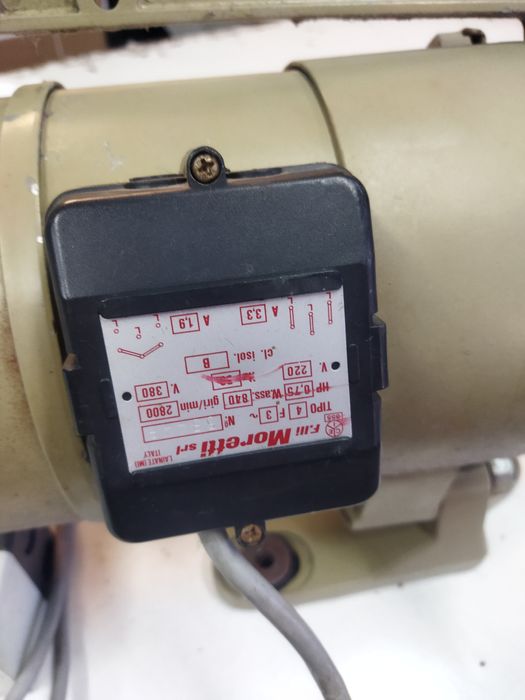 F.lli Moretti srl
LAINATE (MI)
ITALY
TIPO 4 F 3 ~ N°
HP 0,75 W.ass. 840 giri/min 2800
V. 220 V. 380
cl. isol. B
A 3,3 A 1,9
L L L L L L